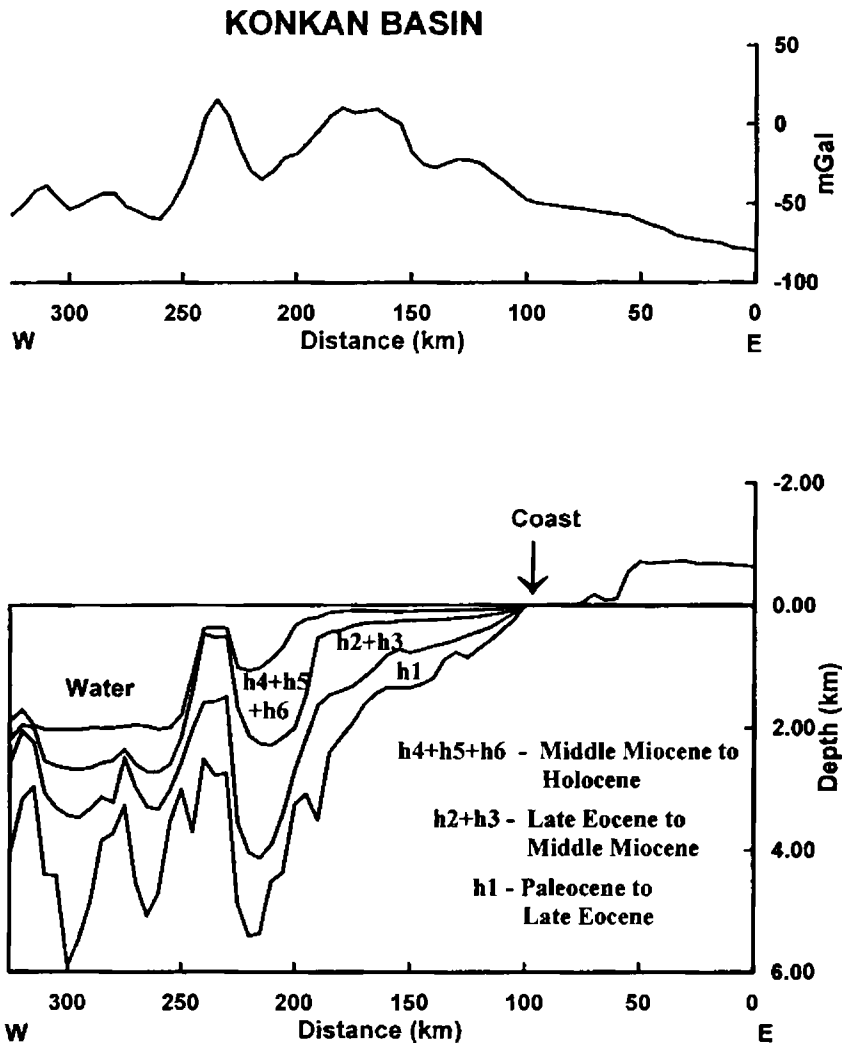 KONKAN BASIN
50
0
-50
-100
mGal
300 250 200 150 100 50 0
W Distance (km) E
-2.00
0.00
2.00
4.00
6.00
Depth (km)
Coast
Water
h4+h5
+h6
h2+h3
h1
h4+h5+h6 - Middle Miocene to
Holocene
h2+h3 - Late Eocene to
Middle Miocene
h1 - Paleocene to
Late Eocene
300 250 200 150 100 50 0
W Distance (km) E